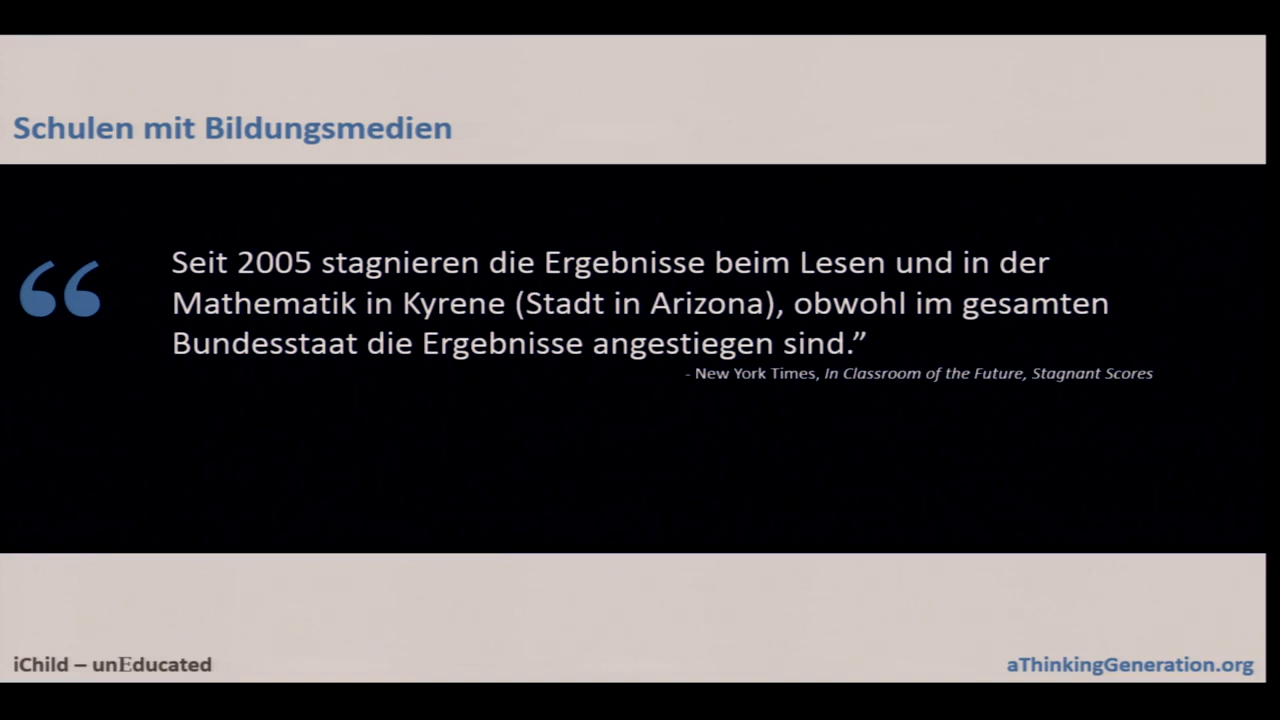 Schulen mit Bildungsmedien
“
Seit 2005 stagnieren die Ergebnisse beim Lesen und in der
Mathematik in Kyrene (Stadt in Arizona), obwohl im gesamten
Bundesstaat die Ergebnisse angestiegen sind.”
- New York Times, In Classroom of the Future, Stagnant Scores
iChild – unEducated
aThinkingGeneration.org